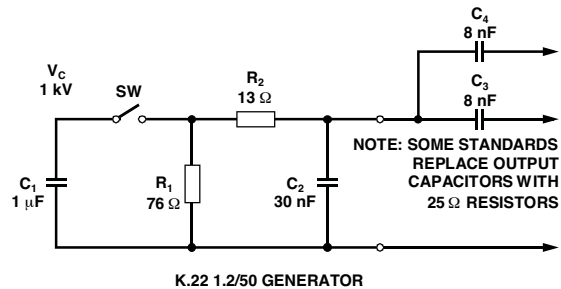 C4
8 nF
VC
1 kV
SW
R2
13 Ω
C3
8 nF
NOTE: SOME STANDARDS
REPLACE OUTPUT
CAPACITORS WITH
25 Ω RESISTORS
C1
1 µF
R1
76 Ω
C2
30 nF
K.22 1.2/50 GENERATOR